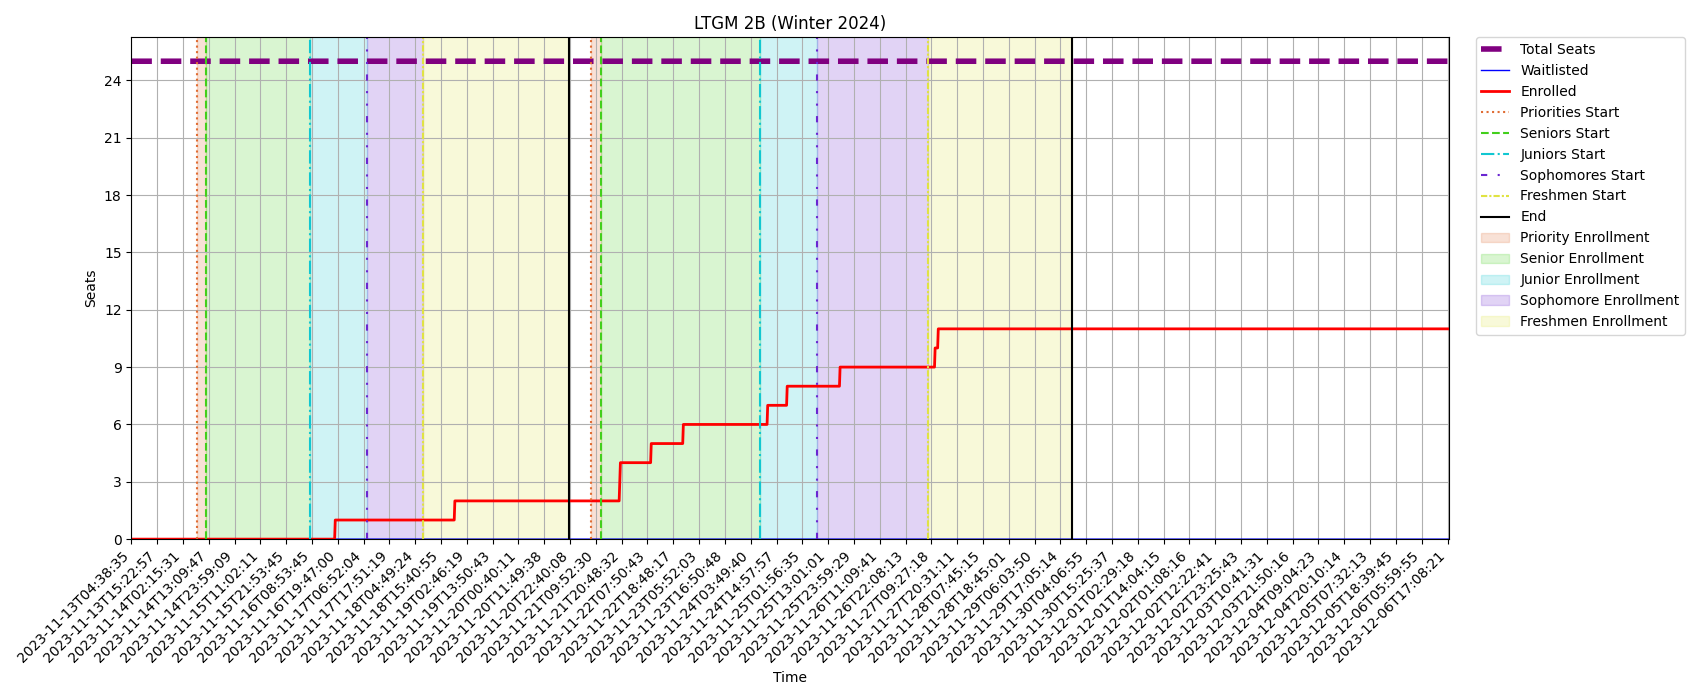 LTGM 2B (Winter 2024)
Seats
24
21
18
15
12
9
6
3
0
2023-11-13T04:38:35
2023-11-13T15:22:57
2023-11-14T02:15:31
2023-11-14T13:09:47
2023-11-14T23:59:09
2023-11-15T11:02:11
2023-11-15T21:53:45
2023-11-16T08:53:45
2023-11-16T19:47:00
2023-11-17T06:52:04
2023-11-17T17:51:19
2023-11-18T04:49:24
2023-11-18T15:40:55
2023-11-19T02:46:19
2023-11-19T13:50:43
2023-11-20T00:40:11
2023-11-20T11:49:38
2023-11-20T22:40:08
2023-11-21T09:52:30
2023-11-21T20:48:32
2023-11-22T07:50:43
2023-11-22T18:48:17
2023-11-23T05:52:03
2023-11-23T16:50:48
2023-11-24T03:49:40
2023-11-24T14:57:57
2023-11-25T01:56:35
2023-11-25T13:01:01
2023-11-25T23:59:29
2023-11-26T11:09:41
2023-11-26T22:08:13
2023-11-27T09:27:18
2023-11-27T20:31:11
2023-11-28T07:45:15
2023-11-28T18:45:01
2023-11-29T06:03:50
2023-11-29T17:05:14
2023-11-30T04:06:55
2023-11-30T15:25:37
2023-12-01T02:29:18
2023-12-01T14:04:15
2023-12-02T01:08:16
2023-12-02T12:22:41
2023-12-02T23:25:43
2023-12-03T10:41:31
2023-12-03T21:50:16
2023-12-04T09:04:23
2023-12-04T20:10:14
2023-12-05T07:32:13
2023-12-05T18:39:45
2023-12-06T05:59:55
2023-12-06T17:08:21
Time
Total Seats
Waitlisted
Enrolled
Priorities Start
Seniors Start
Juniors Start
Sophomores Start
Freshmen Start
End
Priority Enrollment
Senior Enrollment
Junior Enrollment
Sophomore Enrollment
Freshmen Enrollment